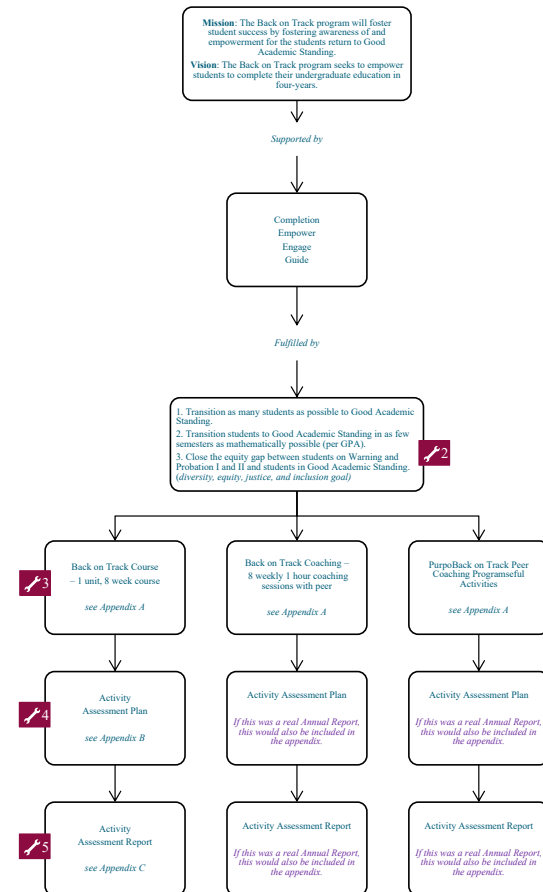 Mission: The Back on Track program will foster
student success by fostering awareness of and
empowerment for the students return to Good
Academic Standing.
Vision: The Back on Track program seeks to empower
students to complete their undergraduate education in
four-years.
Supported by
Completion
Empower
Engage
Guide
Fulfilled by
1. Transition as many students as possible to Good Academic
Standing.
2. Transition students to Good Academic Standing in as few
semesters as mathematically possible (per GPA).
3. Close the equity gap between students on Warning and
Probation I and II and students in Good Academic Standing.
(diversity, equity, justice, and inclusion goal)
2
3
Back on Track Course
– 1 unit, 8 week course
see Appendix A
Back on Track Coaching –
8 weekly 1 hour coaching
sessions with peer
see Appendix A
PurpoBack on Track Peer
Coaching Programseful
Activities
see Appendix A
4
Activity
Assessment Plan
see Appendix B
Activity Assessment Plan
If this was a real Annual Report,
this would also be included in
the appendix.
Activity Assessment Plan
If this was a real Annual Report,
this would also be included in
the appendix.
5
Activity
Assessment Report
see Appendix C
Activity Assessment Report
If this was a real Annual Report,
this would also be included in
the appendix.
Activity Assessment Report
If this was a real Annual Report,
this would also be included in
the appendix.